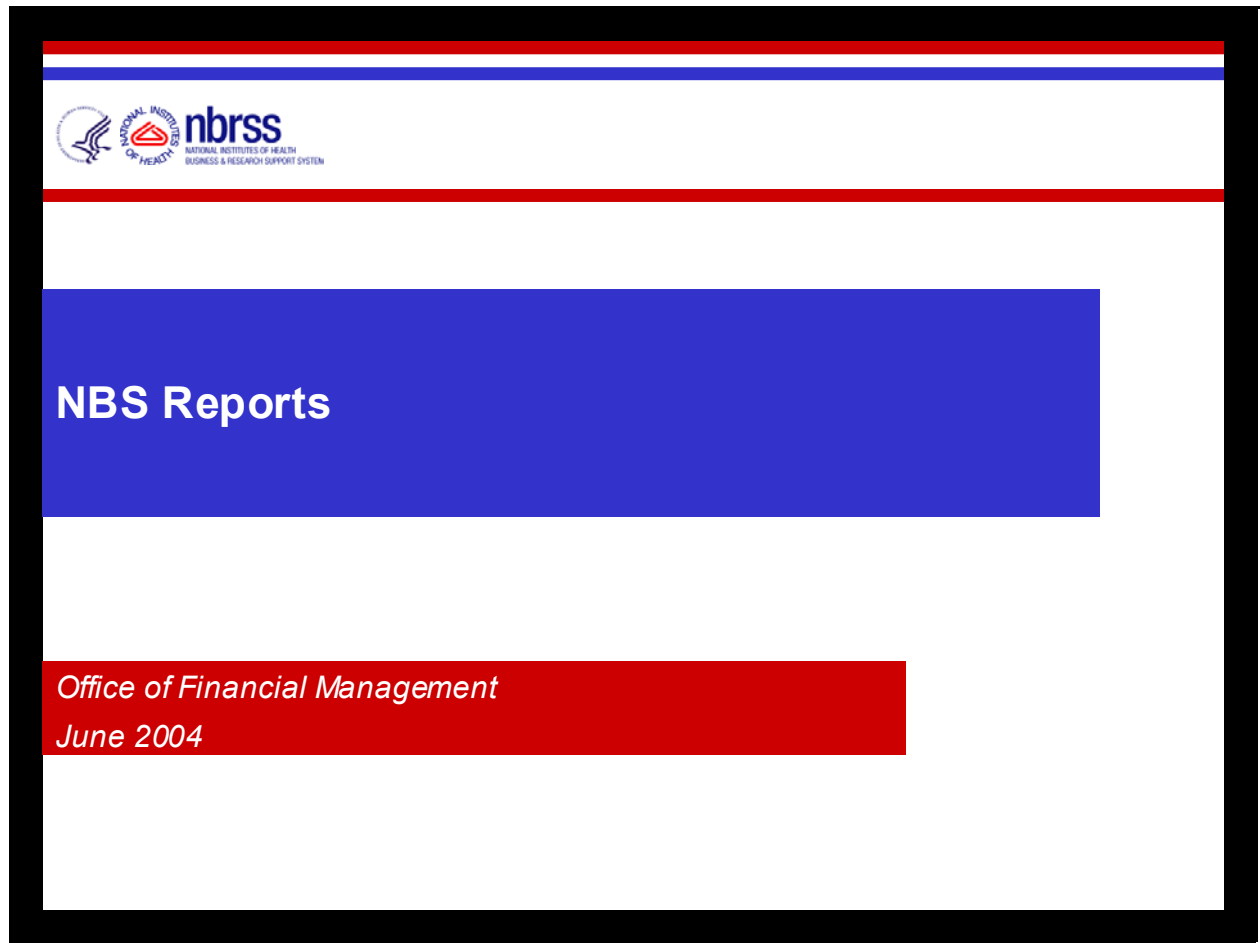 NATIONAL INSTITUTES
OF HEALTH
nbrss
NATIONAL INSTITUTES OF HEALTH
BUSINESS & RESEARCH SUPPORT SYSTEM
NBS Reports
Office of Financial Management
June 2004